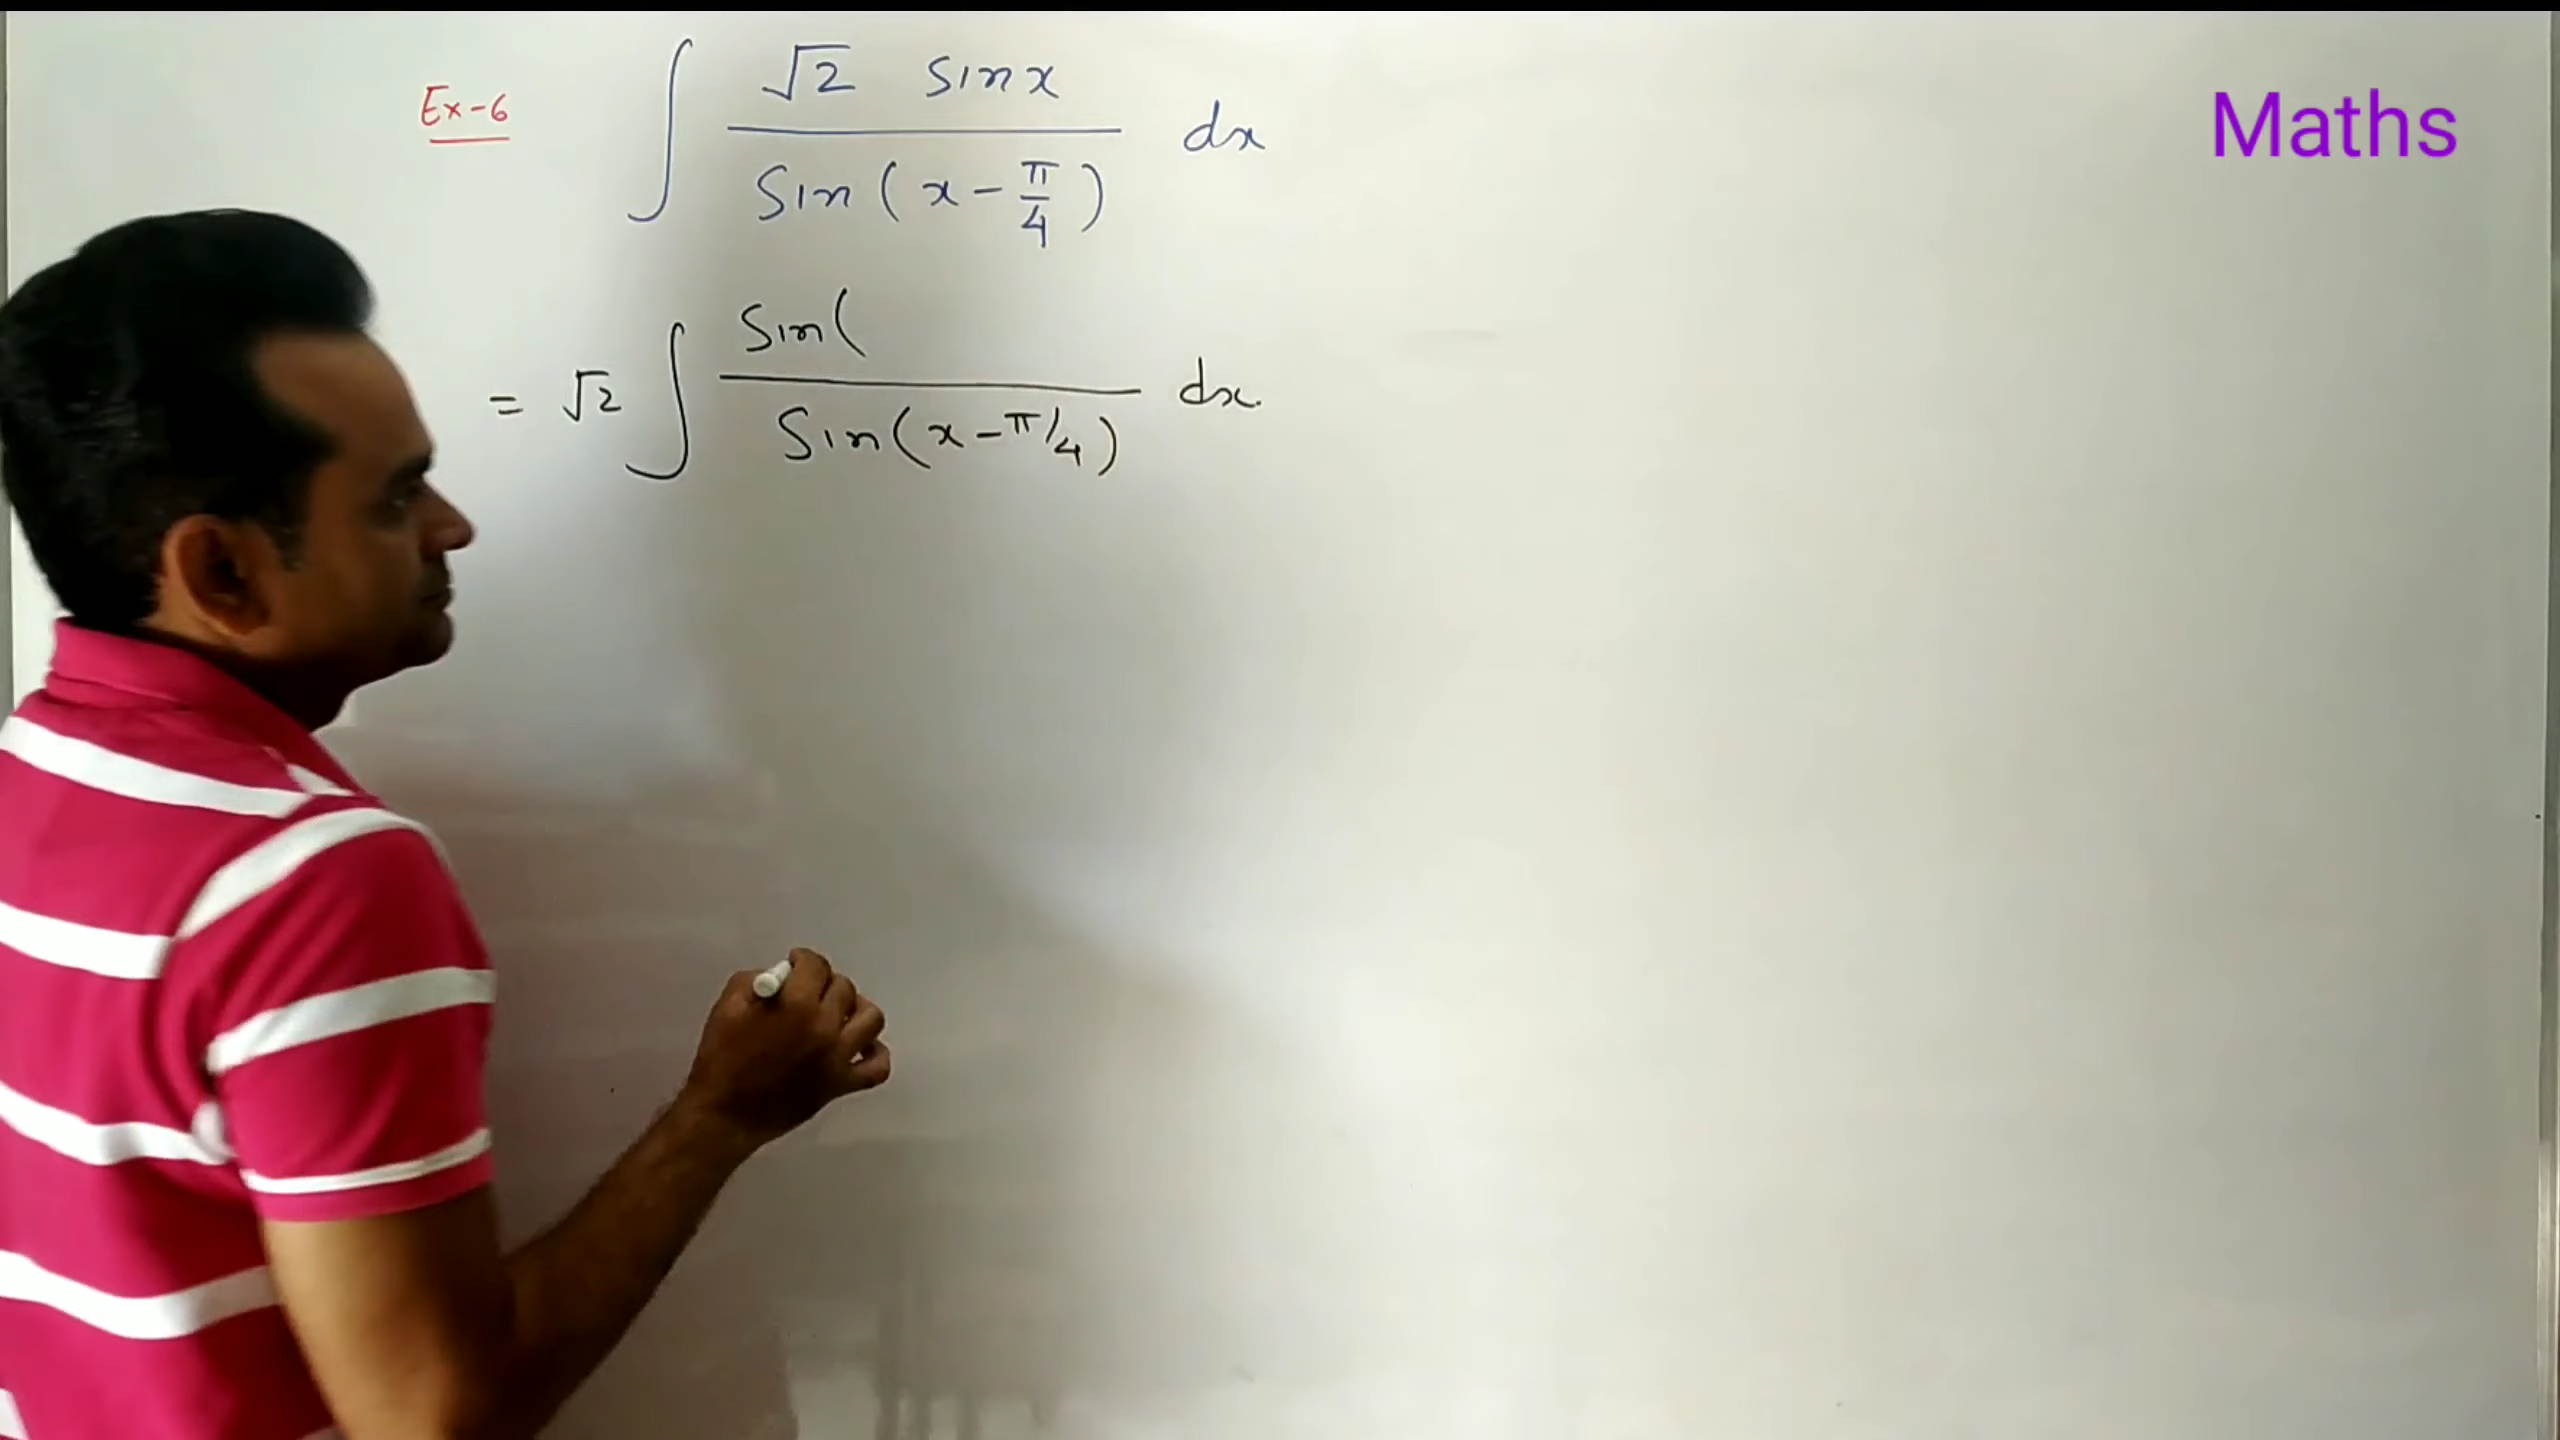 Maths
Ex-6 ∫ √2 sinx / Sin(x - π/4) dx
= √2 ∫ Sin( / Sin(x - π/4) dx.